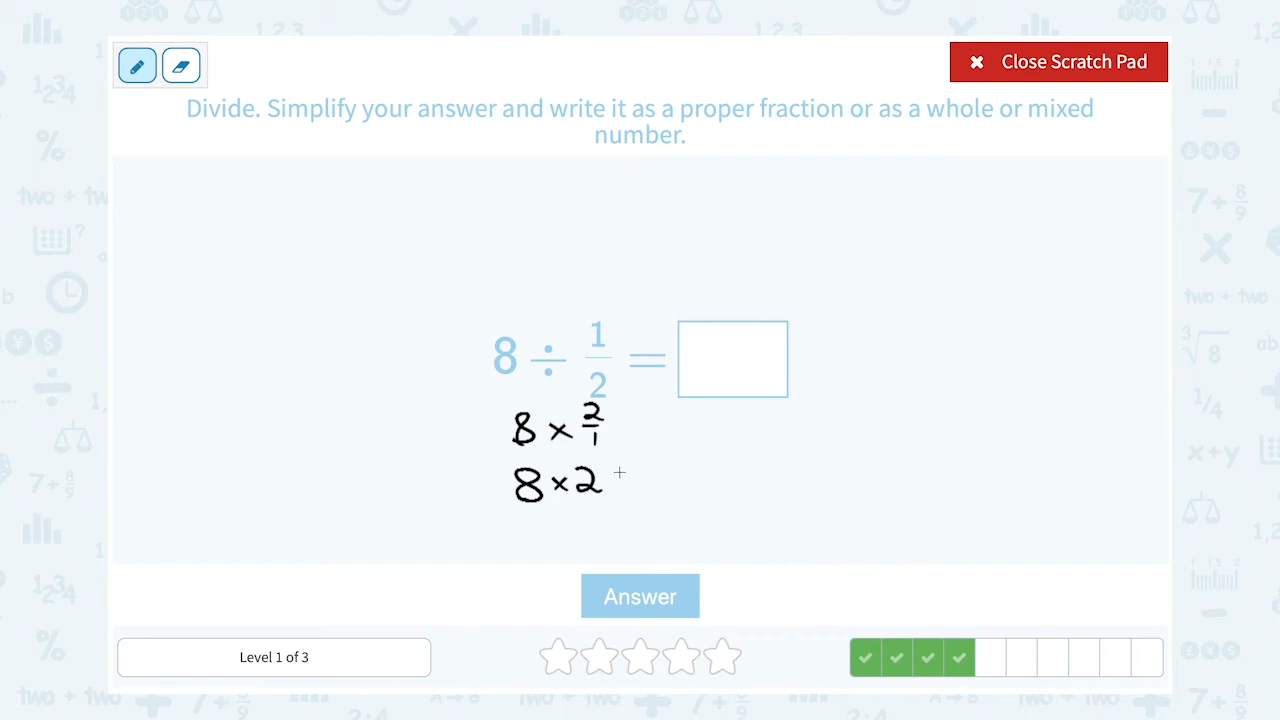 Close Scratch Pad
Divide. Simplify your answer and write it as a proper fraction or as a whole or mixed
number.
8 ÷ 1/2 =
8 × 2/1
8 × 2
Answer
Level 1 of 3